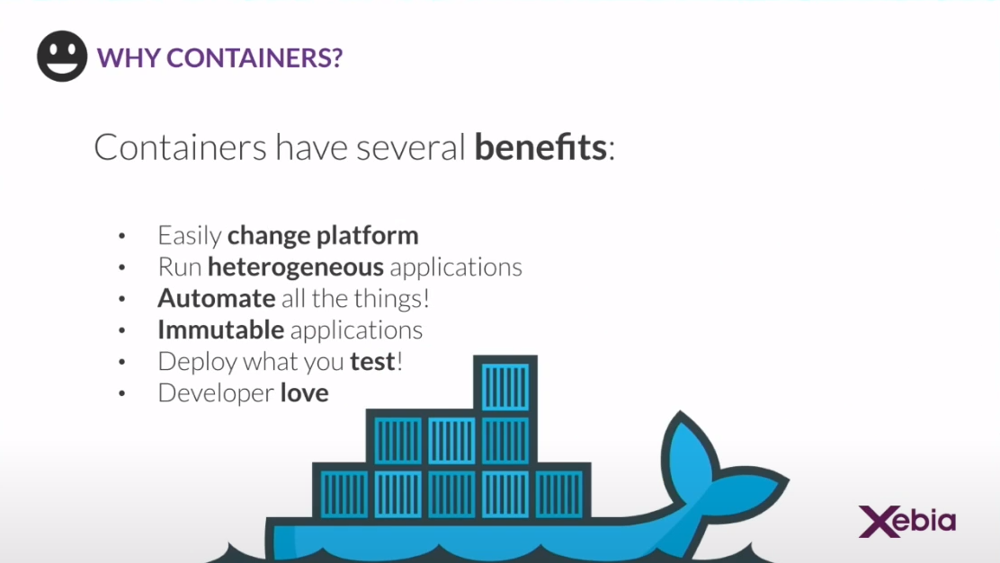 WHY CONTAINERS?
Containers have several benefits:
• Easily change platform
• Run heterogeneous applications
• Automate all the things!
• Immutable applications
• Deploy what you test!
• Developer love
Xebia